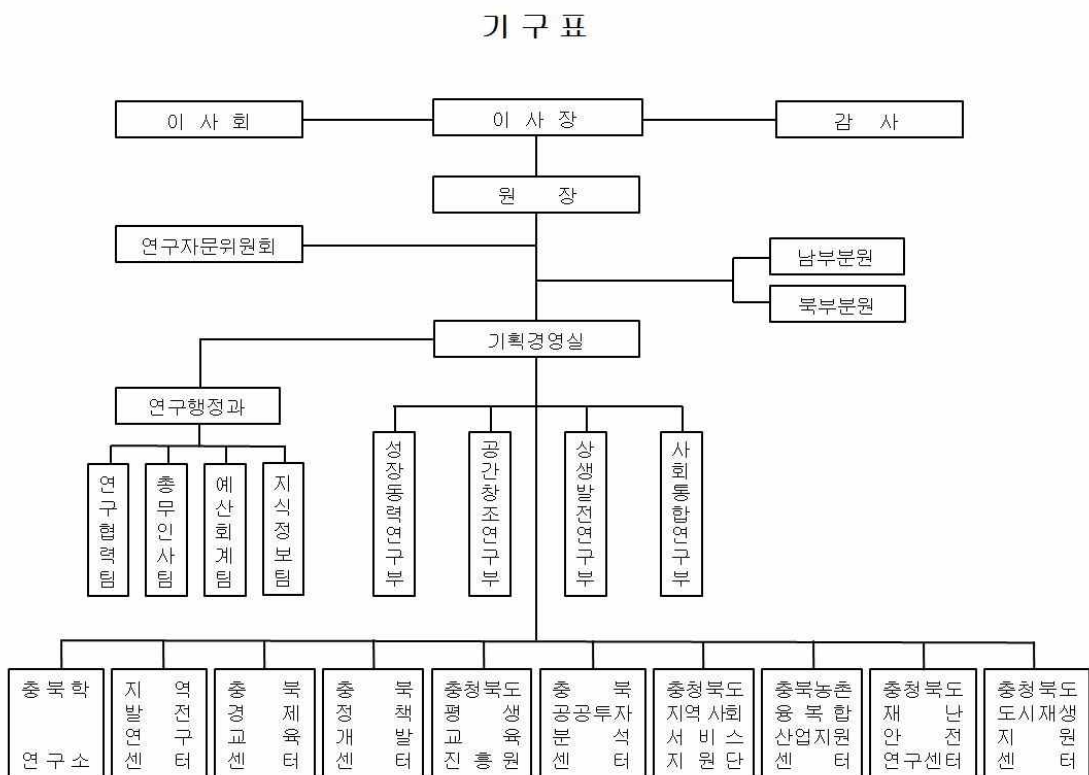 기 구 표
이 사 회
이 사 장
감 사
원 장
연구자문위원회
남부분원
북부분원
기획경영실
연구행정과
연구협력팀
총무인사팀
예산회계팀
지식정보팀
성장동력연구부
공간창조연구부
상생발전연구부
사회통합연구부
충 북 학
연 구 소
지 역
발 전
연 구
센 터
충 북
경 제
교 육
센 터
충 북
정 책
개 발
센 터
충청북도
평 생
교 육
진 흥 원
충 북
공공투자
분 석
센 터
충청북도
지역사회
서 비 스
지 원 단
충북농촌
융 복 합
산업지원
센 터
충청북도
재 난
안 전
연구센터
충청북도
도시재생
지 원
센 터